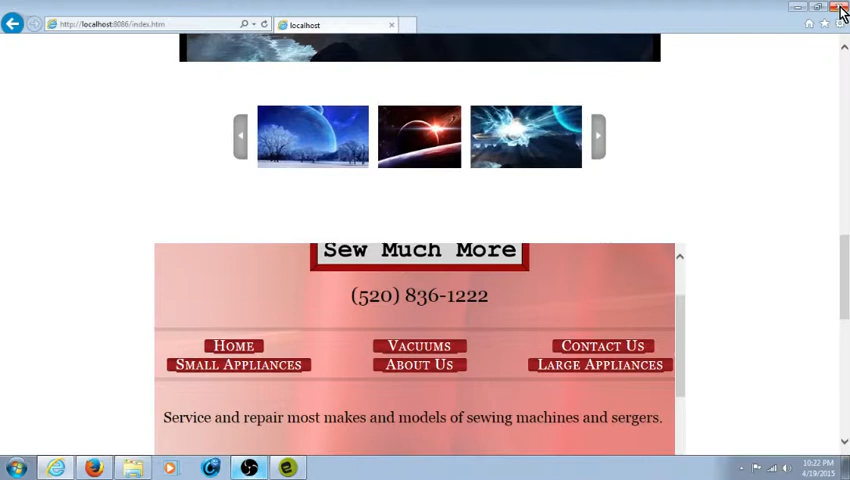 http://localhost:8086/index.htm
localhost
Sew Much More
(520) 836-1222
Home Vacuums Contact Us
Small Appliances About Us Large Appliances
Service and repair most makes and models of sewing machines and sergers.
10:22 PM
4/19/2015